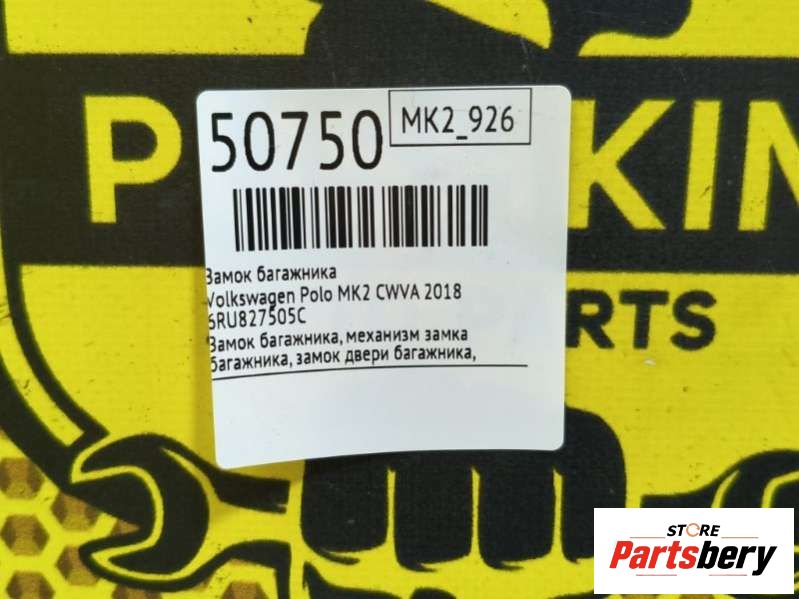 50750
MK2_926
Замок багажника
Volkswagen Polo MK2 CWVA 2018
6RU827505C
Замок багажника, механизм замка
багажника, замок двери багажника,
STORE
Partsbery